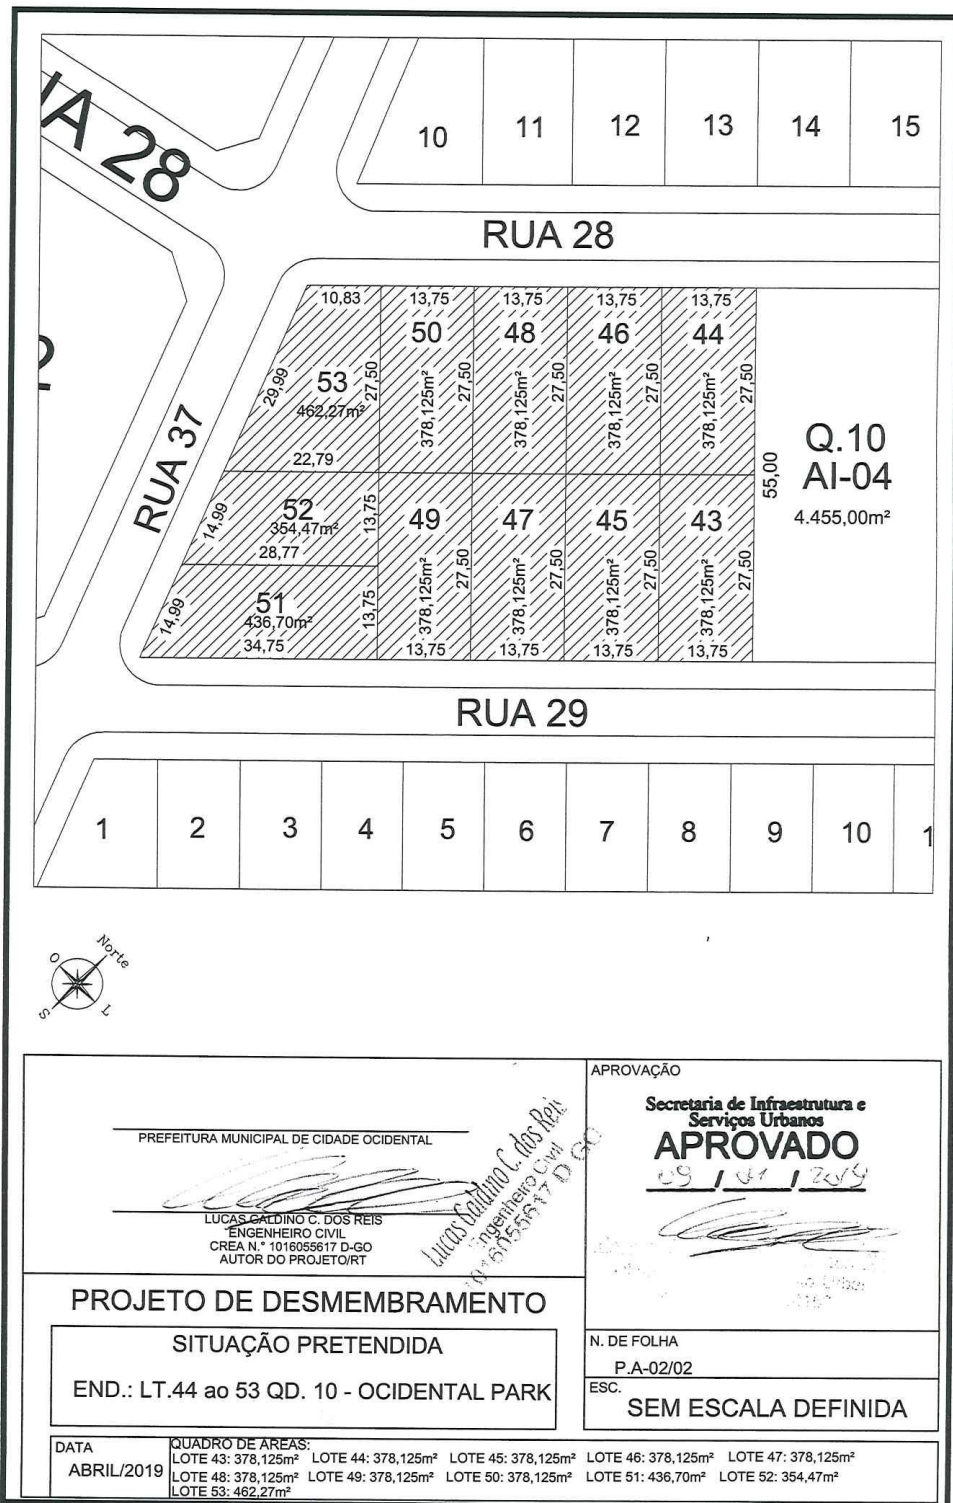 UA 28
10
11
12
13
14
15
RUA 28
10,83
13,75
13,75
13,75
13,75
50
48
46
44
29,99
53
27,50
378,125m²
27,50
378,125m²
27,50
378,125m²
27,50
378,125m²
27,50
462,27m²
22,79
RUA 37
55,00
Q.10
AI-04
4.455,00m²
14,99
52
354,47m²
28,77
13,75
49
47
45
43
378,125m²
27,50
378,125m²
27,50
378,125m²
27,50
378,125m²
27,50
14,99
51
436,70m²
34,75
13,75
13,75
13,75
13,75
13,75
RUA 29
1
2
3
4
5
6
7
8
9
10
1
Norte
O
S
L
PREFEITURA MUNICIPAL DE CIDADE OCIDENTAL
LUCAS GALDINO C. DOS REIS
ENGENHEIRO CIVIL
CREA N.° 1016055617 D-GO
AUTOR DO PROJETO/RT
Lucas Galdino C. dos Reis
Engenheiro Civil
1016055617 D GO
APROVAÇÃO
Secretaria de Infraestrutura e
Serviços Urbanos
APROVADO
PROJETO DE DESMEMBRAMENTO
SITUAÇÃO PRETENDIDA
END.: LT.44 ao 53 QD. 10 - OCIDENTAL PARK
N. DE FOLHA
P.A-02/02
ESC.
SEM ESCALA DEFINIDA
DATA
ABRIL/2019
QUADRO DE ÁREAS:
LOTE 43: 378,125m² LOTE 44: 378,125m² LOTE 45: 378,125m² LOTE 46: 378,125m² LOTE 47: 378,125m²
LOTE 48: 378,125m² LOTE 49: 378,125m² LOTE 50: 378,125m² LOTE 51: 436,70m² LOTE 52: 354,47m²
LOTE 53: 462,27m²